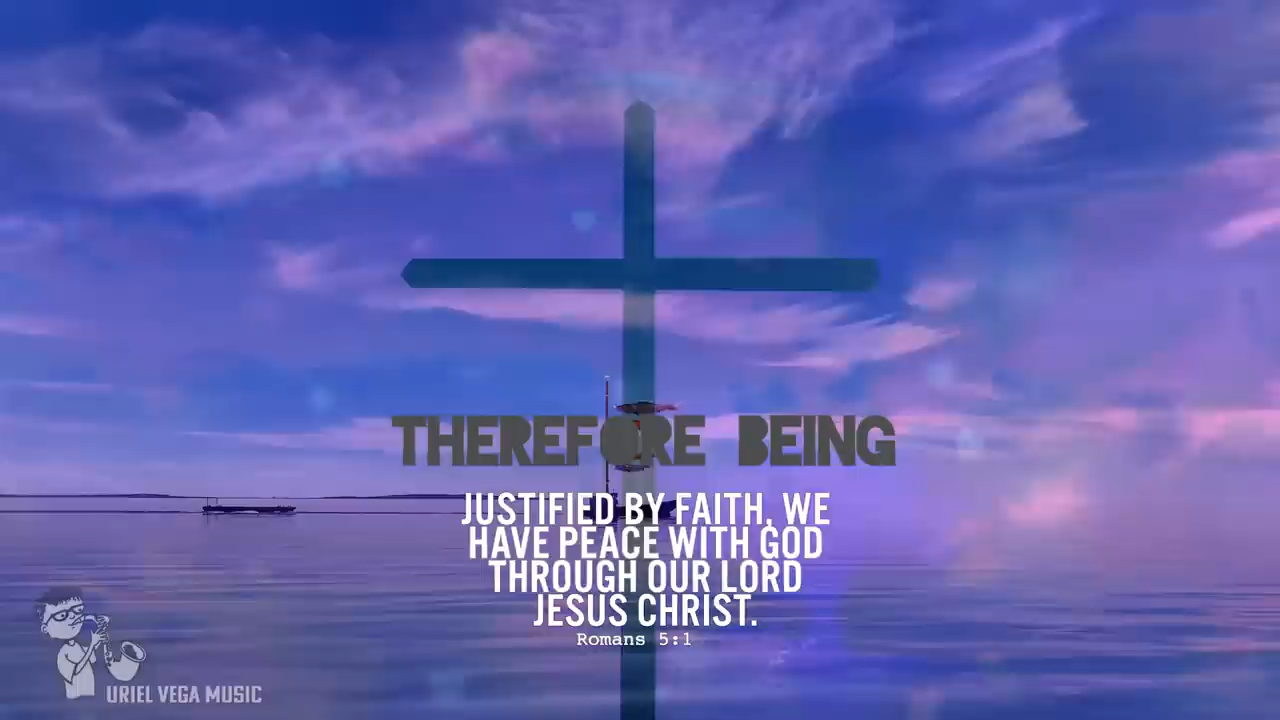 THEREFORE BEING
JUSTIFIED BY FAITH, WE
HAVE PEACE WITH GOD
THROUGH OUR LORD
JESUS CHRIST.
Romans 5:1
URIEL VEGA MUSIC